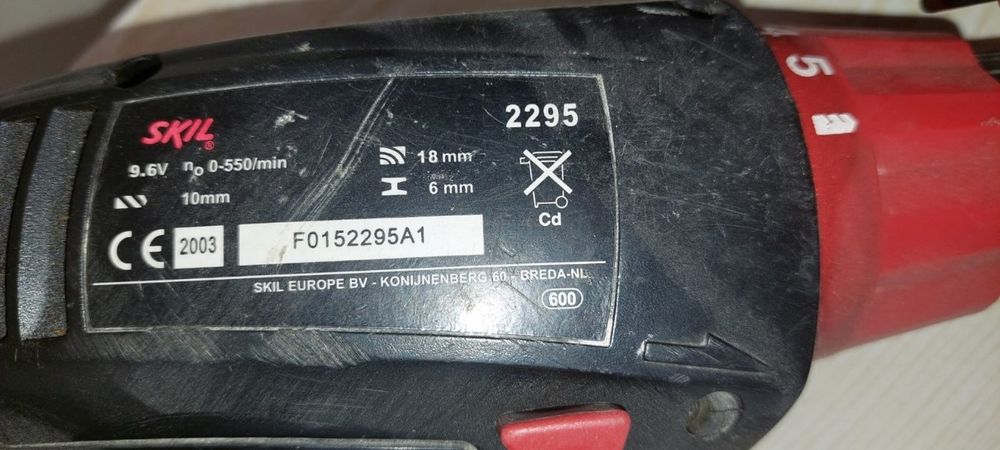 SKIL®
2295
9.6V no 0-550/min
18 mm
10mm
6 mm
Cd
CE 2003 F0152295A1
SKIL EUROPE BV - KONIJNENBERG 60 - BREDA-NL
600
5